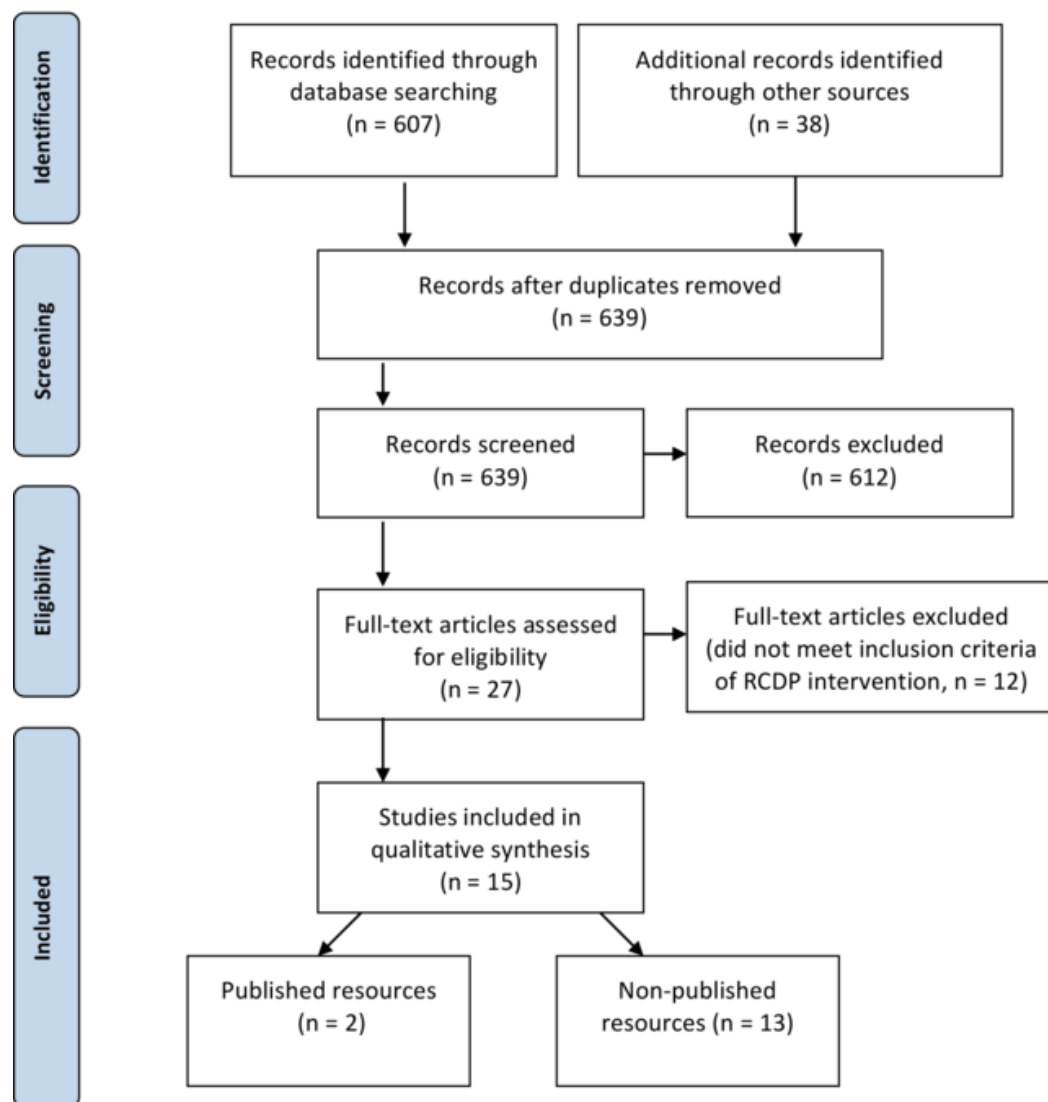 Identification
Records identified through
database searching
(n = 607)
Additional records identified
through other sources
(n = 38)
Screening
Records after duplicates removed
(n = 639)
Records screened
(n = 639)
Records excluded
(n = 612)
Eligibility
Full-text articles assessed
for eligibility
(n = 27)
Full-text articles excluded
(did not meet inclusion criteria
of RCDP intervention, n = 12)
Included
Studies included in
qualitative synthesis
(n = 15)
Published resources
(n = 2)
Non-published
resources (n = 13)